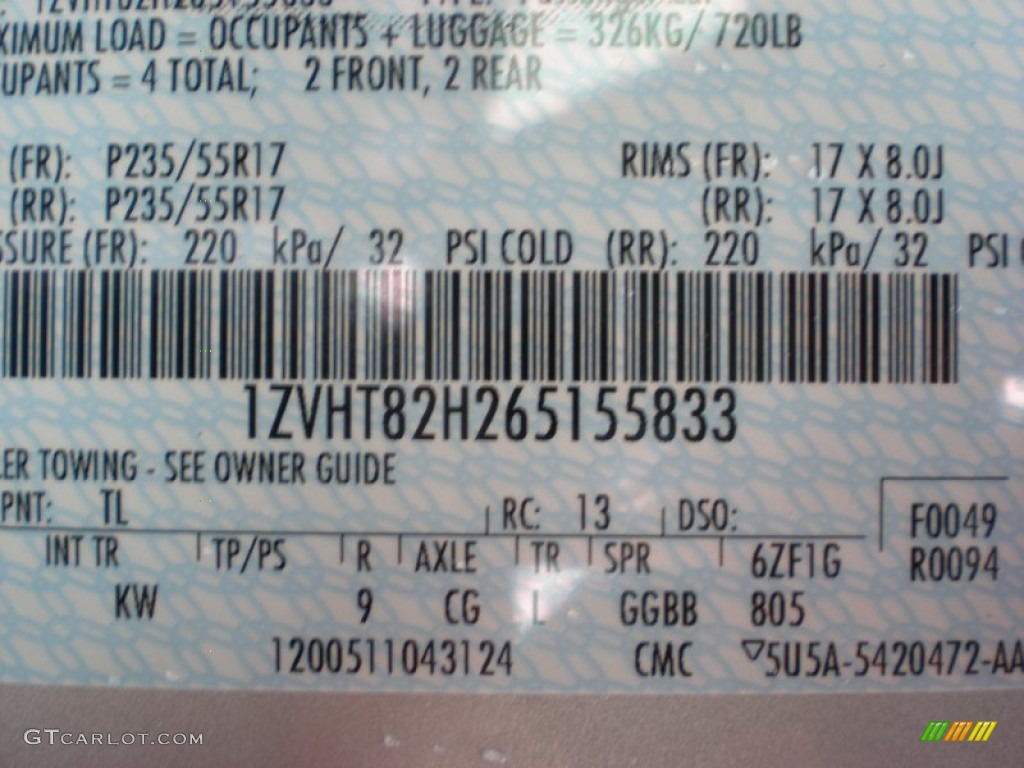 XIMUM LOAD = OCCUPANTS + LUGGAGE = 326KG/ 720LB
UPANTS = 4 TOTAL; 2 FRONT, 2 REAR
(FR): P235/55R17 RIMS (FR): 17 X 8.0J
(RR): P235/55R17 (RR): 17 X 8.0J
SSURE (FR): 220 kPa/ 32 PSI COLD (RR): 220 kPa/ 32 PSI
1ZVHT82H265155833
LER TOWING - SEE OWNER GUIDE
PNT: TL RC: 13 DSO: F0049
INT TR TP/PS R AXLE TR SPR 6ZF1G R0094
KW 9 CG L GGBB 805
1200511043124 CMC ▽5U5A-5420472-AA
GTCARLOT.COM